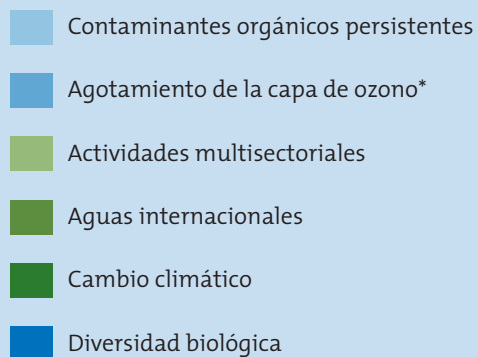 Contaminantes orgánicos persistentes
Agotamiento de la capa de ozono*
Actividades multisectoriales
Aguas internacionales
Cambio climático
Diversidad biológica